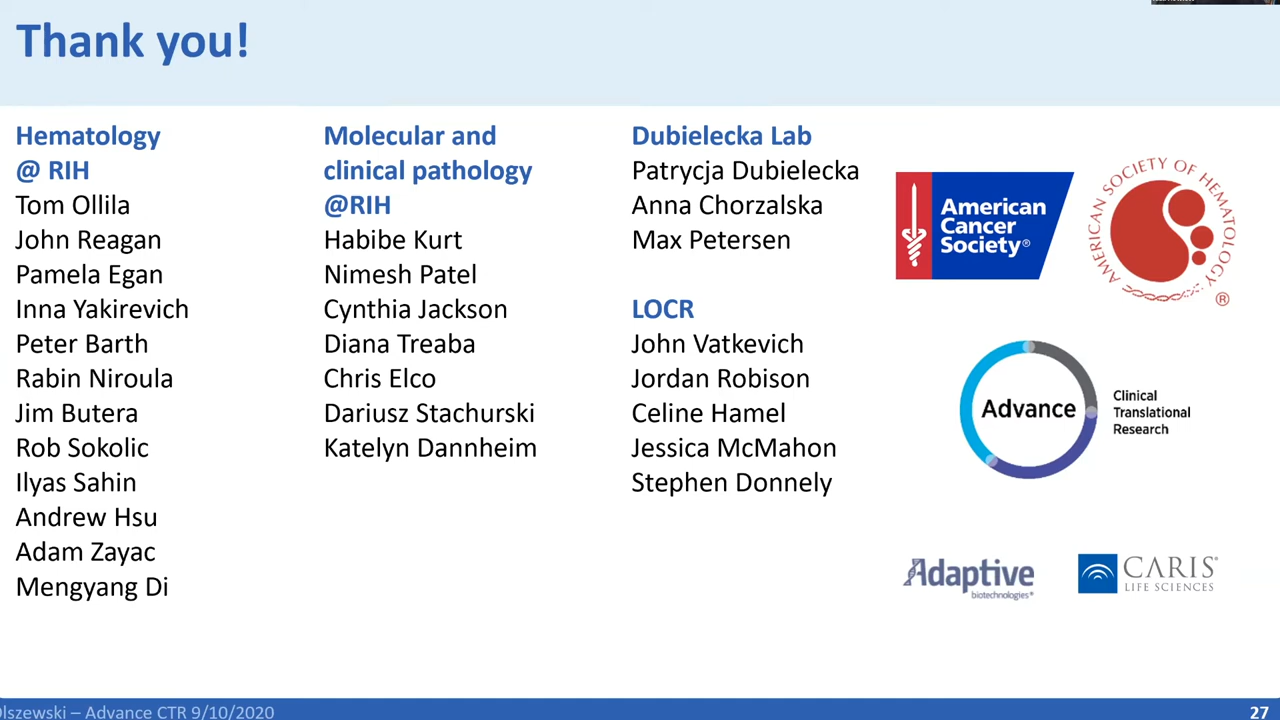 Thank you!
Hematology
@ RIH
Tom Ollila
John Reagan
Pamela Egan
Inna Yakirevich
Peter Barth
Rabin Niroula
Jim Butera
Rob Sokolic
Ilyas Sahin
Andrew Hsu
Adam Zayac
Mengyang Di
Molecular and
clinical pathology
@RIH
Habibe Kurt
Nimesh Patel
Cynthia Jackson
Diana Treaba
Chris Elco
Dariusz Stachurski
Katelyn Dannheim
Dubielecka Lab
Patrycja Dubielecka
Anna Chorzalska
Max Petersen
LOCR
John Vatkevich
Jordan Robison
Celine Hamel
Jessica McMahon
Stephen Donnely
American
Cancer
Society®
AMERICAN SOCIETY OF HEMATOLOGY
®
Advance
Clinical
Translational
Research
Adaptive
biotechnologies®
CARIS
LIFE SCIENCES
Olszewski – Advance CTR 9/10/2020
27